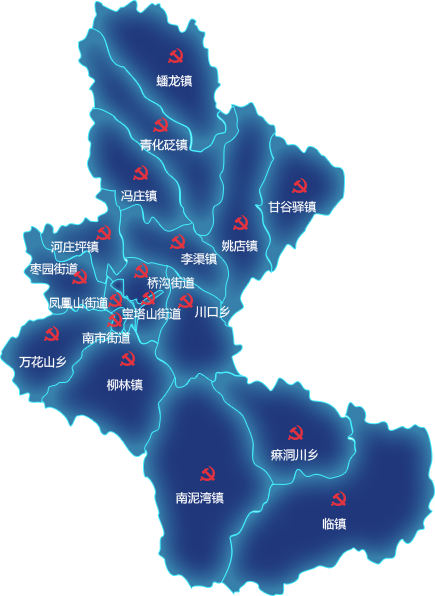 蟠龙镇
青化砭镇
冯庄镇
甘谷驿镇
姚店镇
河庄坪镇
李渠镇
枣园街道
桥沟街道
凤凰山街道
宝塔山街道
川口乡
南市街道
万花山乡
柳林镇
麻洞川乡
南泥湾镇
临镇